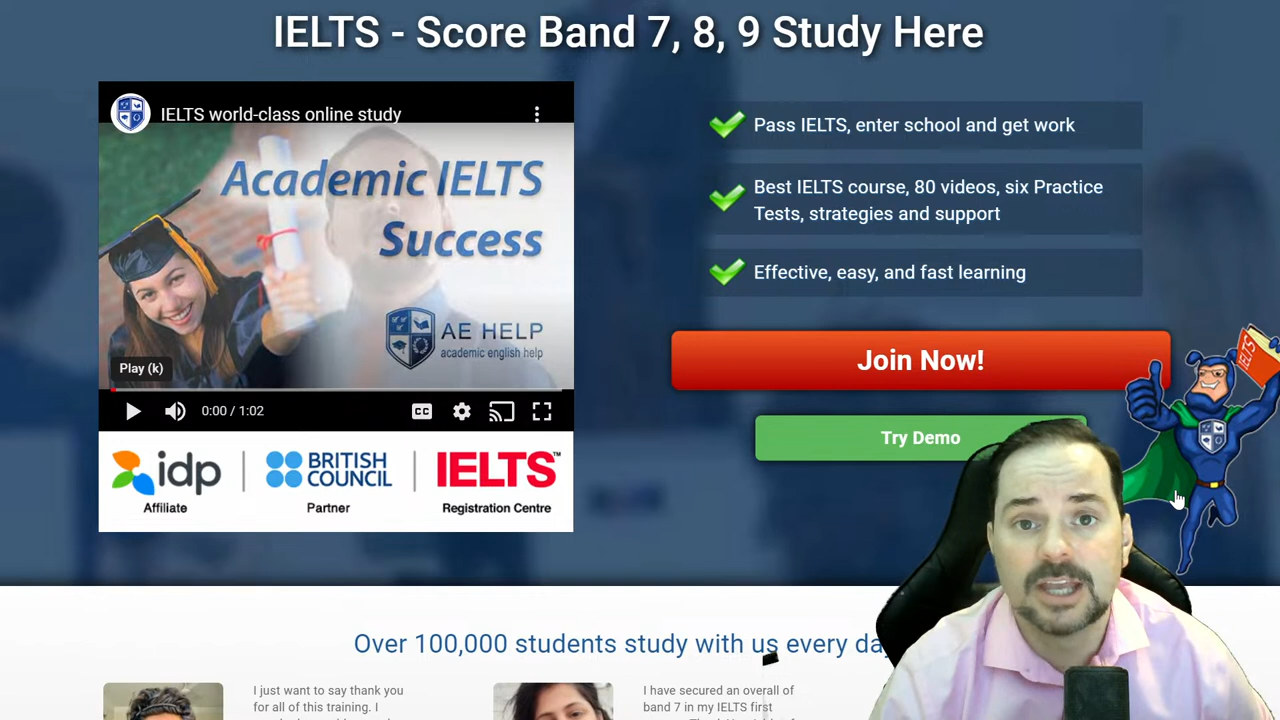 IELTS - Score Band 7, 8, 9 Study Here
IELTS world-class online study
Academic IELTS
Success
AE HELP
academic english help
Play (k)
0:00 / 1:02
CC
idp
Affiliate
BRITISH
COUNCIL
Partner
IELTS™
Registration Centre
Pass IELTS, enter school and get work
Best IELTS course, 80 videos, six Practice
Tests, strategies and support
Effective, easy, and fast learning
Join Now!
Try Demo
IELTS
Over 100,000 students study with us every
I just want to say thank you
for all of this training. I
I have secured an overall of
band 7 in my IELTS first